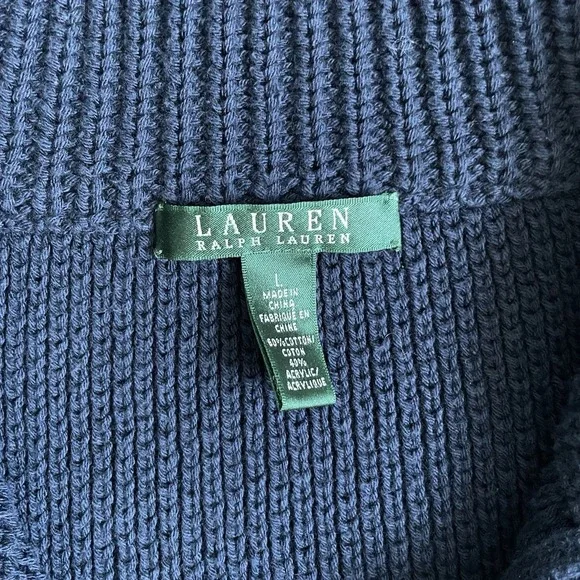 LAUREN
RALPH LAUREN
L
MADE IN
CHINA
FABRIQUÉ EN
CHINE
60%COTTON/
COTON
40%
ACRYLIC/
ACRYLIQUE